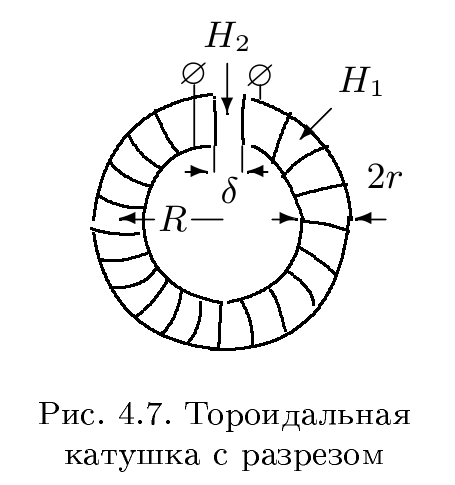 H₂
H₁
2r
δ
R
Рис. 4.7. Тороидальная
катушка с разрезом